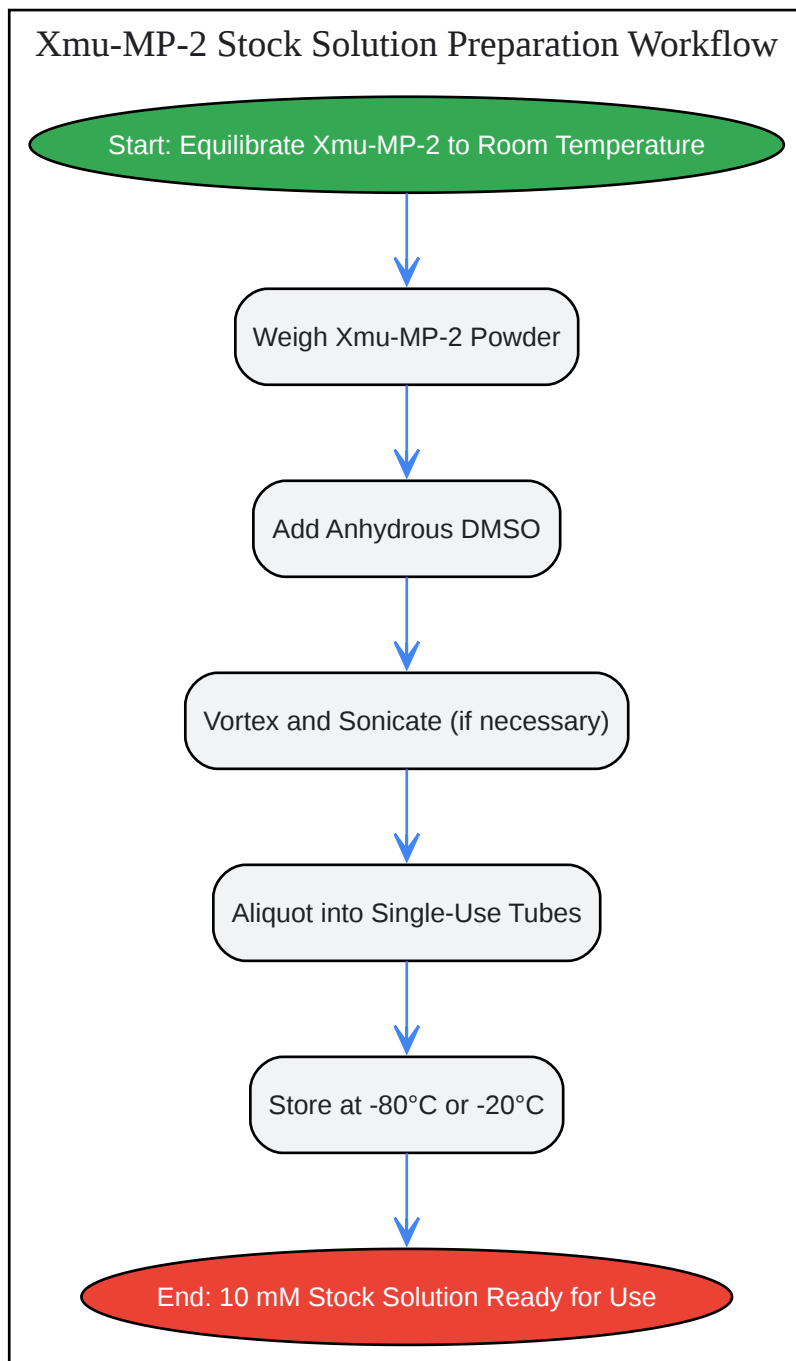 Xmu-MP-2 Stock Solution Preparation Workflow
Start: Equilibrate Xmu-MP-2 to Room Temperature
Weigh Xmu-MP-2 Powder
Add Anhydrous DMSO
Vortex and Sonicate (if necessary)
Aliquot into Single-Use Tubes
Store at -80°C or -20°C
End: 10 mM Stock Solution Ready for Use